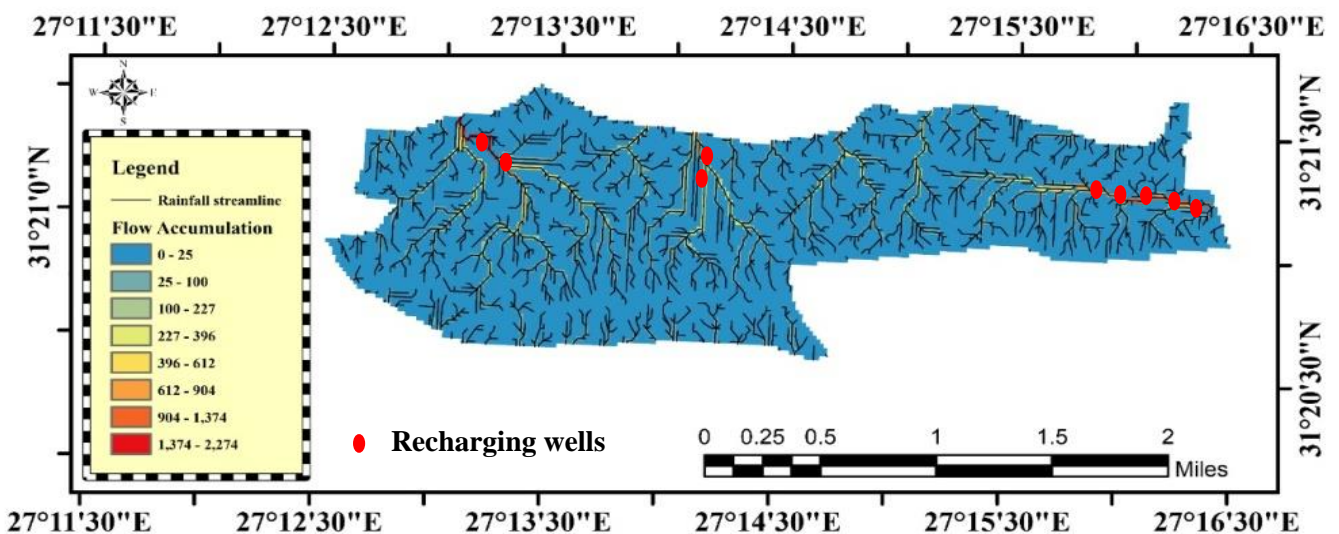 27°11'30"E 27°12'30"E 27°13'30"E 27°14'30"E 27°15'30"E 27°16'30"E
N
W E
S
31°21'0"N
31°21'30"N
31°20'30"N
Legend
Rainfall streamline
Flow Accumulation
0 - 25
25 - 100
100 - 227
227 - 396
396 - 612
612 - 904
904 - 1,374
1,374 - 2,274
Recharging wells
0 0.25 0.5 1 1.5 2
Miles
27°11'30"E 27°12'30"E 27°13'30"E 27°14'30"E 27°15'30"E 27°16'30"E